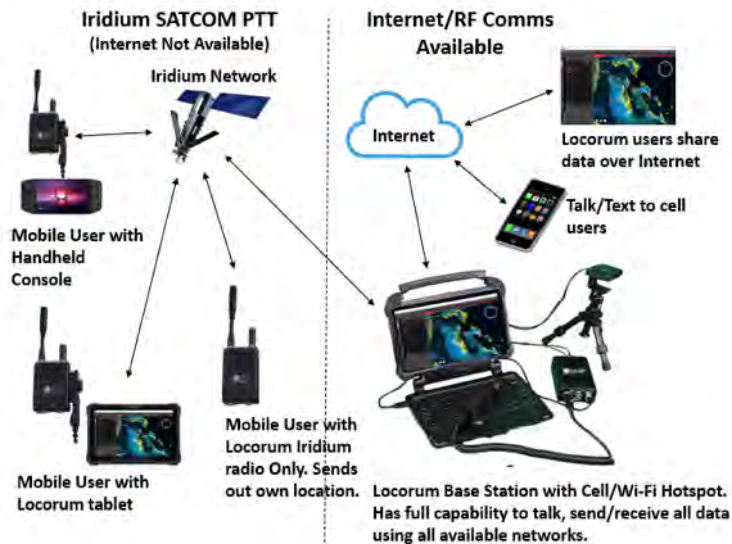 Iridium SATCOM PTT
(Internet Not Available)
Iridium Network
Mobile User with
Handheld
Console
Mobile User with
Locorum tablet
Mobile User with
Locorum Iridium
radio Only. Sends
out own location.
Internet/RF Comms
Available
Internet
Locorum users share
data over Internet
Talk/Text to cell
users
Locorum Base Station with Cell/Wi-Fi Hotspot.
Has full capability to talk, send/receive all data
using all available networks.